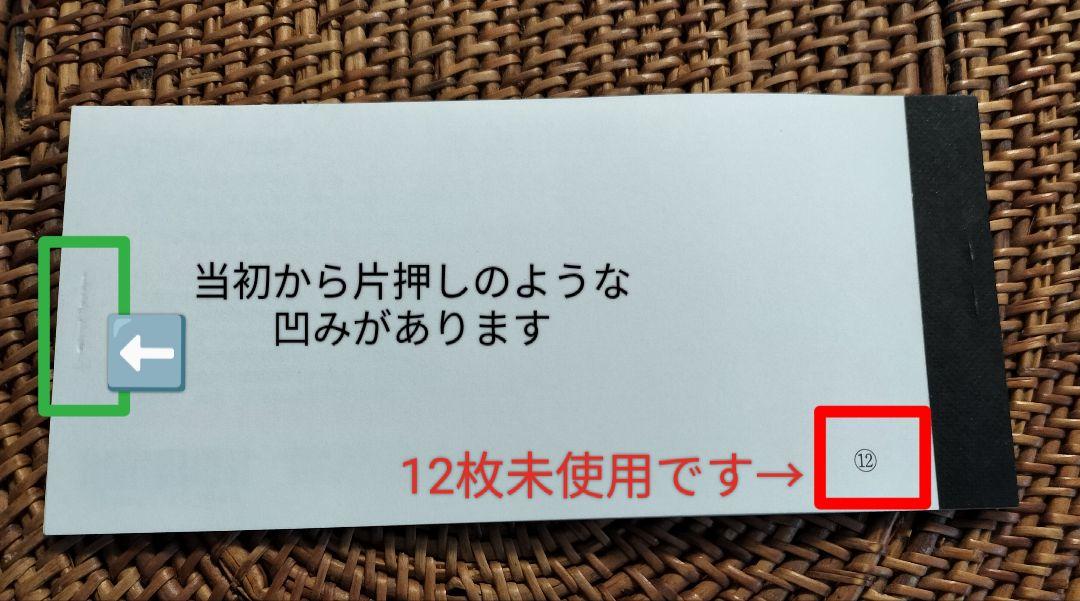 当初から片押しのような
凹みがあります
12枚未使用です→
⑫